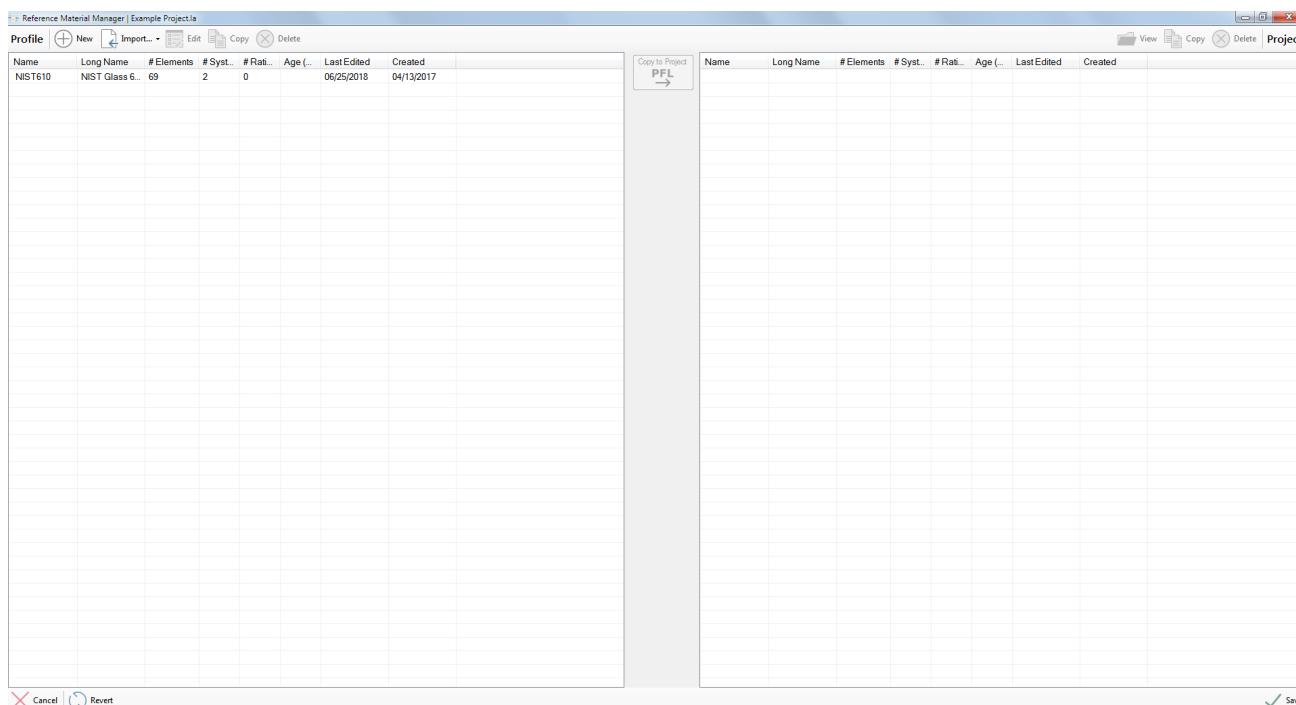 Reference Material Manager | Example Project.la
Profile New Import... Edit Copy Delete View Copy Delete Projec
Name Long Name # Elements # Syst... # Rati... Age (... Last Edited Created Copy to Project Name Long Name # Elements # Syst... # Rati... Age (... Last Edited Created
NIST610 NIST Glass 6... 69 2 0 06/25/2018 04/13/2017 PFL
Cancel Revert Sav